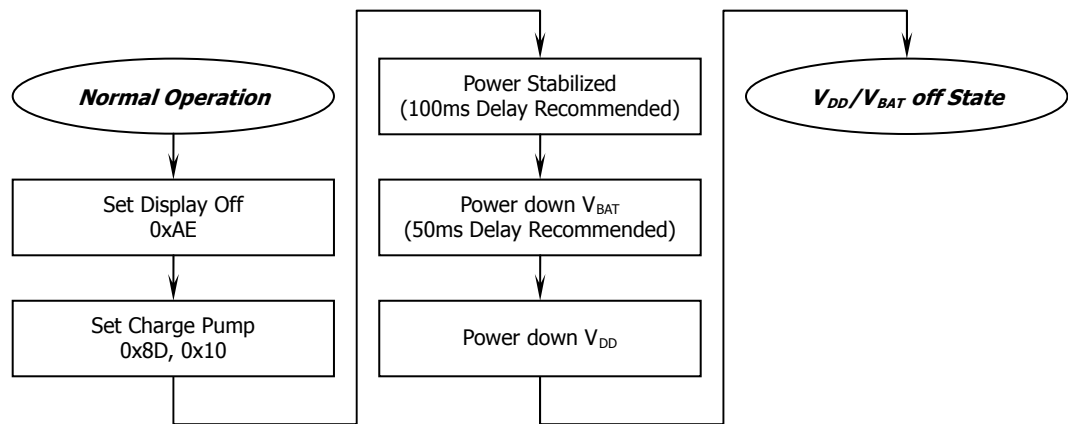 Normal Operation
Set Display Off
0xAE
Set Charge Pump
0x8D, 0x10
Power Stabilized
(100ms Delay Recommended)
Power down VBAT
(50ms Delay Recommended)
Power down VDD
VDD/VBAT off State